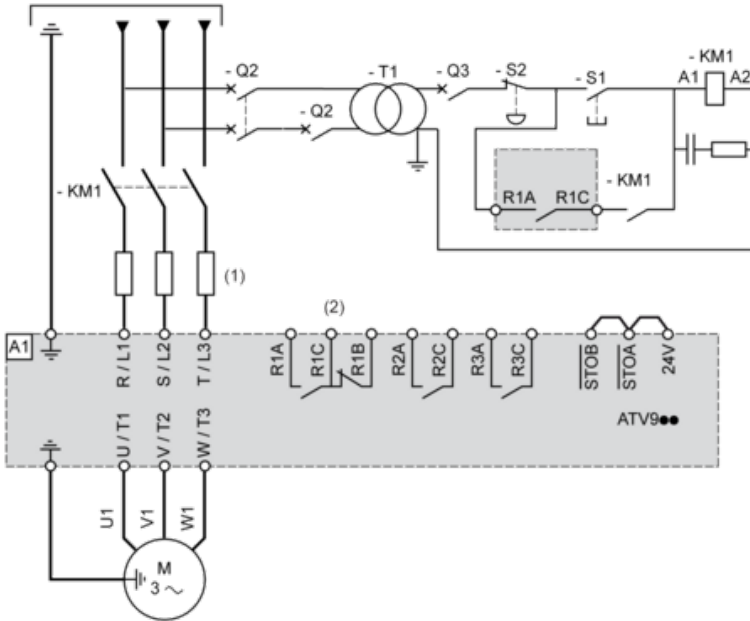 - Q2 - T1 - Q3 - S2 - S1 - KM1
A1 A2
- Q2
- KM1
R1A R1C - KM1
(1)
(2)
A1
R / L1 S / L2 T / L3 R1A R1C R1B R2A R2C R3A R3C STOB STOA 24V
U / T1 V / T2 W / T3
ATV9●●
U1 V1 W1
M
3 ~